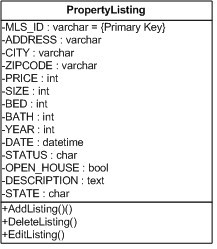 PropertyListing
-MLS_ID : varchar = {Primary Key}
-ADDRESS : varchar
-CITY : varchar
-ZIPCODE : varchar
-PRICE : int
-SIZE : int
-BED : int
-BATH : int
-YEAR : int
-DATE : datetime
-STATUS : char
-OPEN_HOUSE : bool
-DESCRIPTION : text
-STATE : char
+AddListing()()
+DeleteListing()
+EditListing()